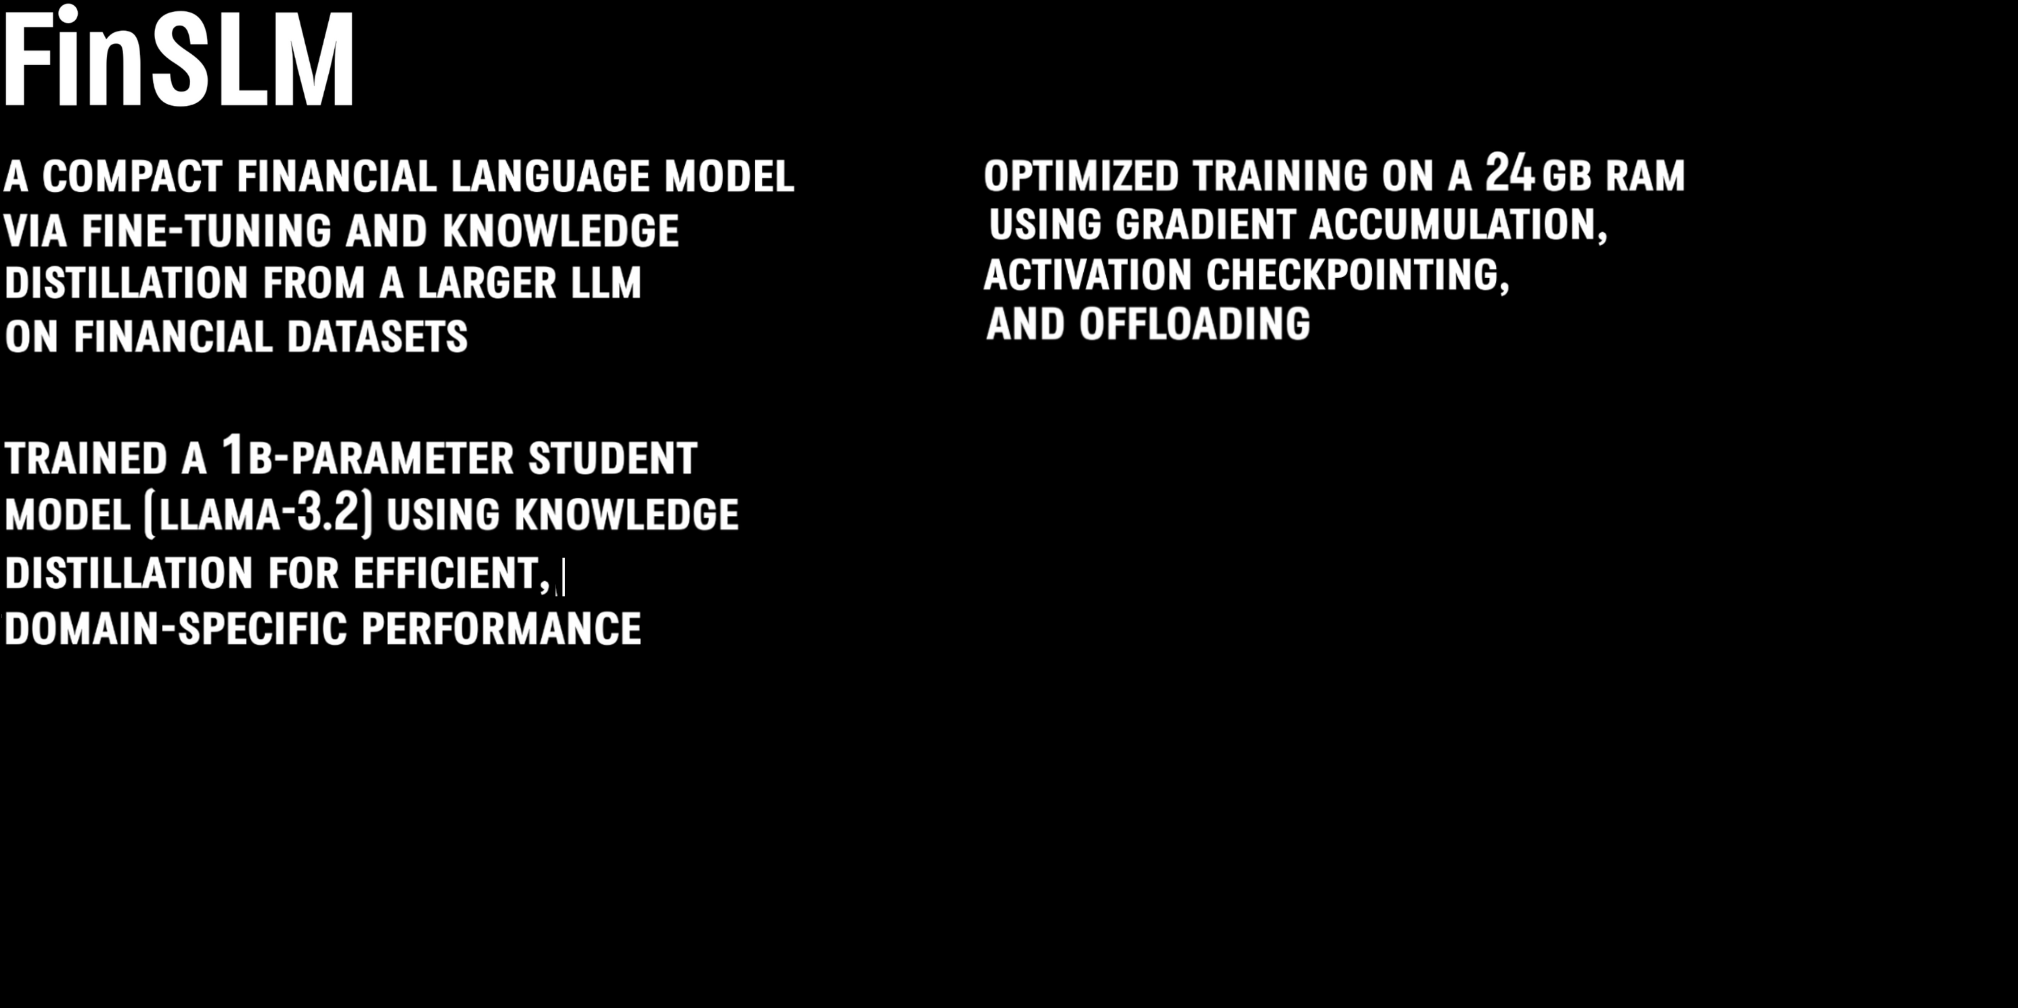 FinSLM
A COMPACT FINANCIAL LANGUAGE MODEL
VIA FINE-TUNING AND KNOWLEDGE
DISTILLATION FROM A LARGER LLM
ON FINANCIAL DATASETS
TRAINED A 1B-PARAMETER STUDENT
MODEL (LLAMA-3.2) USING KNOWLEDGE
DISTILLATION FOR EFFICIENT,
DOMAIN-SPECIFIC PERFORMANCE
OPTIMIZED TRAINING ON A 24 GB RAM
USING GRADIENT ACCUMULATION,
ACTIVATION CHECKPOINTING,
AND OFFLOADING